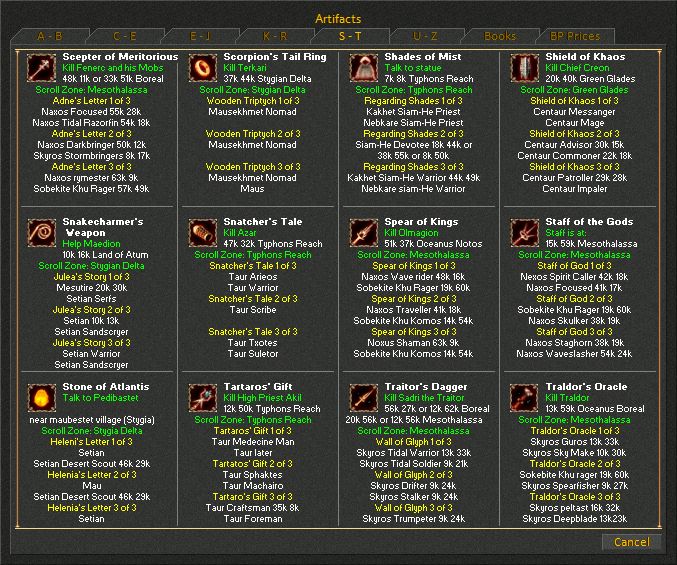 Artifacts
A - B
C - E
E - J
K - R
S - T
U - Z
Books
BP Prices
Scepter of Meritorious
Kill Fenero and his Mobs
48k 11k or 33k 51k Boreal
Scroll Zone: Mesothalassa
Adne's Letter 1 of 3
Naxos Focused 55k 28k
Naxos Tidal Razorfin 54k 18k
Adne's Letter 2 of 3
Naxos Darkbringer 50k 12k
Skyros Stormbringers 8k 17k
Adne's Letter 3 of 3
Naxos rymester 63k 9k
Sobekite Khu Rager 57k 49k
Scorpion's Tail Ring
Kill Terkari
37k 44k Stygian Delta
Scroll Zone: Stygian Delta
Wooden Triptych 1 of 3
Mausekhet Nomad
Wooden Triptych 2 of 3
Mausekhet Nomad
Wooden Triptych 3 of 3
Mausekhet Nomad
Maus
Shades of Mist
Talk to statue
7k 8k Typhons Reach
Scroll Zone: Typhons Reach
Regarding Shades 1 of 3
Kakhet Siam-He Priest
Nebkare Siam-He Priest
Regarding Shades 2 of 3
Siam-He Devotee 18k 44k or
38k 55k or 8k 50k
Regarding Shades 3 of 3
Kakhet Siam-He Warrior 44k 49k
Nebkare siam-He Warrior
Shield of Khaos
Kill Chief Creon
20k 40k Green Glades
Scroll Zone: Green Glades
Shield of Khaos 1 of 3
Centaur Messanger
Centaur Mage
Shield of Khaos 2 of 3
Centaur Advisor 30k 15k
Centaur Commoner 22k 18k
Shield of Khaos 3 of 3
Centaur Patroller 29k 28k
Centaur Impaler
Snakecharmer's
Weapon
Help Maedion
10k 16k Land of Atum
Scroll Zone: Stygian Delta
Julea's Story 1 of 3
Mesutire 20k 30k
Setian Serfs
Julea's Story 2 of 3
Setian 10k 13k
Setian Sandscryer
Julea's Story 3 of 3
Setian Warrior
Setian Sandscryer
Snatcher's Tale
Kill Azar
47k 32k Typhons Reach
Scroll Zone: Typhons Reach
Snatcher's Tale 1 of 3
Taur Arieos
Taur Warrior
Snatcher's Tale 2 of 3
Taur Scribe
Snatcher's Tale 3 of 3
Taur Txotes
Taur Suletor
Spear of Kings
Kill Olmagion
51k 37k Oceanus Notos
Scroll Zone: Mesothalassa
Spear of Kings 1 of 3
Naxos Wave rider 48k 16k
Sobekite Khu Rager 19k 60k
Spear of Kings 2 of 3
Naxos Traveller 41k 18k
Sobekite Khu Komos 14k 54k
Spear of Kings 3 of 3
Noxus Shaman 63k 9k
Sobekite Khu Komos 14k 54k
Staff of the Gods
Staff is at:
15k 59k Mesothalassa
Scroll Zone: Mesothalassa
Staff of God 1 of 3
Naxos Spirit Caller 42k 18k
Naxos Focused 41k 17k
Staff of God 2 of 3
Sobekite Khu Rager 19k 60k
Naxos Skulker 38k 19k
Staff of God 3 of 3
Naxos Staghorn 38k 19k
Naxos Waveslasher 54k 24k
Stone of Atlantis
Talk to Pedibastet
near maubestet village (Stygia)
Scroll Zone: Stygia Delta
Heleni's Letter 1 of 3
Setian
Setian Desert Scout 46k 29k
Helenia's Letter 2 of 3
Mau
Setian Desert Scout 46k 29k
Helenia's Letter 3 of 3
Setian
Tartaros' Gift
Kill High Priest Akil
12k 50k Typhons Reach
Scroll Zone: Typhons Reach
Tartaros' Gift 1 of 3
Taur Medecine Man
Taur Iater
Tartatos' Gift 2 of 3
Taur Sphaktes
Taur Machairo
Tartaro's Gift 3 of 3
Taur Craftsman 35k 8k
Taur Foreman
Traitor's Dagger
Kill Sadri the Traitor
56k 27k or 12k 62k Boreal
20k 56k or 12k 56k Mesothalassa
Scroll Zone: Mesothalassa
Wall of Glyph 1 of 3
Skyros Tidal Warrior 13k 33k
Skyros Tidal Soldier 9k 21k
Wall of Glyph 2 of 3
Skyros Drifter 9k 24k
Skyros Stalker 9k 24k
Wall of Glyph 3 of 3
Skyros Trumpeter 9k 24k
Traldor's Oracle
Kill Traldor
13k 59k Oceanus Boreal
Scroll Zone: Mesothalassa
Traldor's Oracle 1 of 3
Skyros Guros 13k 33k
Skyros Sky Make 10k 30k
Traldor's Oracle 2 of 3
Sokebite Khu rager 19k 60k
Skyros Spearfisher 9k 27k
Traldor's Oracle 3 of 3
Skyros peltast 16k 32k
Skyros Deepblade 13k23k
Cancel